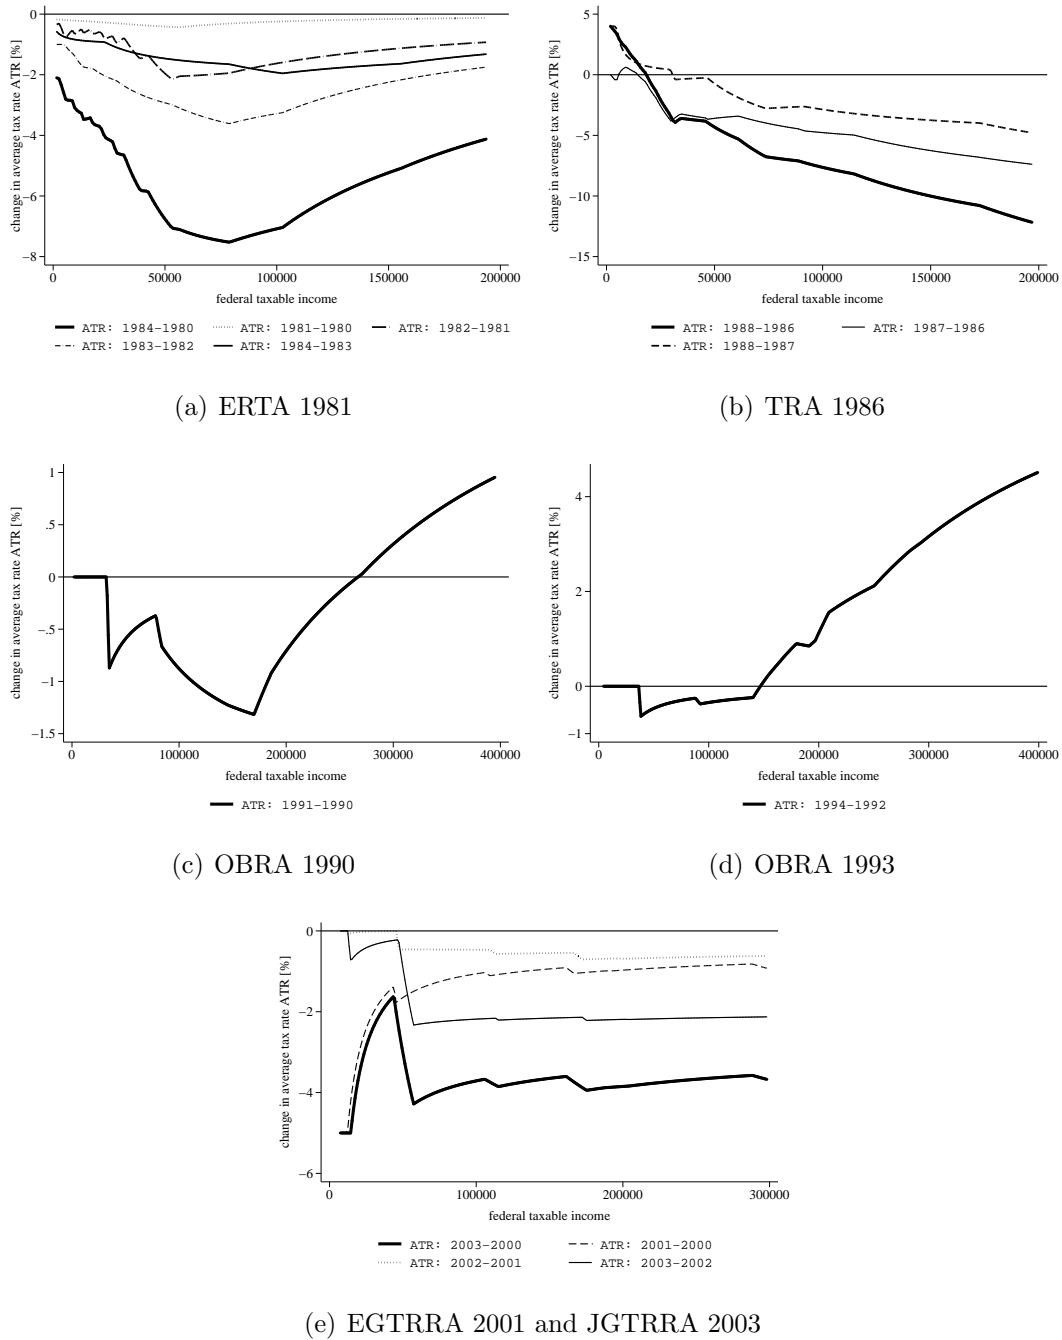 change in average tax rate ATR [%]
0
−2
−4
−6
−8
0
50000
100000
150000
200000
federal taxable income
ATR: 1984−1980
ATR: 1981−1980
ATR: 1982−1981
ATR: 1983−1982
ATR: 1984−1983
(a) ERTA 1981
change in average tax rate ATR [%]
5
0
−5
−10
−15
0
50000
100000
150000
200000
federal taxable income
ATR: 1988−1986
ATR: 1987−1986
ATR: 1988−1987
(b) TRA 1986
change in average tax rate ATR [%]
1
.5
0
−.5
−1
−1.5
0
100000
200000
300000
400000
federal taxable income
ATR: 1991−1990
(c) OBRA 1990
change in average tax rate ATR [%]
4
2
0
−1
0
100000
200000
300000
400000
federal taxable income
ATR: 1994−1992
(d) OBRA 1993
change in average tax rate ATR [%]
0
−2
−4
−6
0
100000
200000
300000
federal taxable income
ATR: 2003−2000
ATR: 2001−2000
ATR: 2002−2001
ATR: 2003−2002
(e) EGTRRA 2001 and JGTRRA 2003